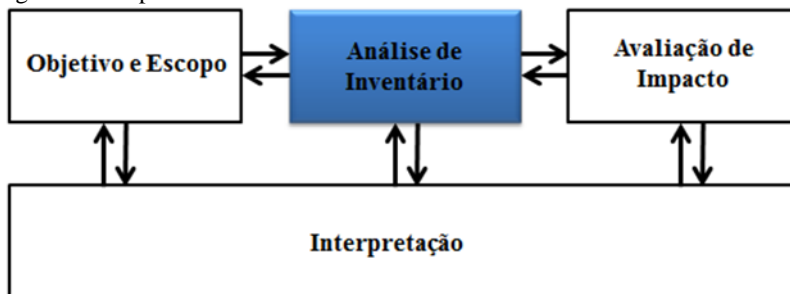 Objetivo e Escopo
Análise de
Inventário
Avaliação de
Impacto
Interpretação